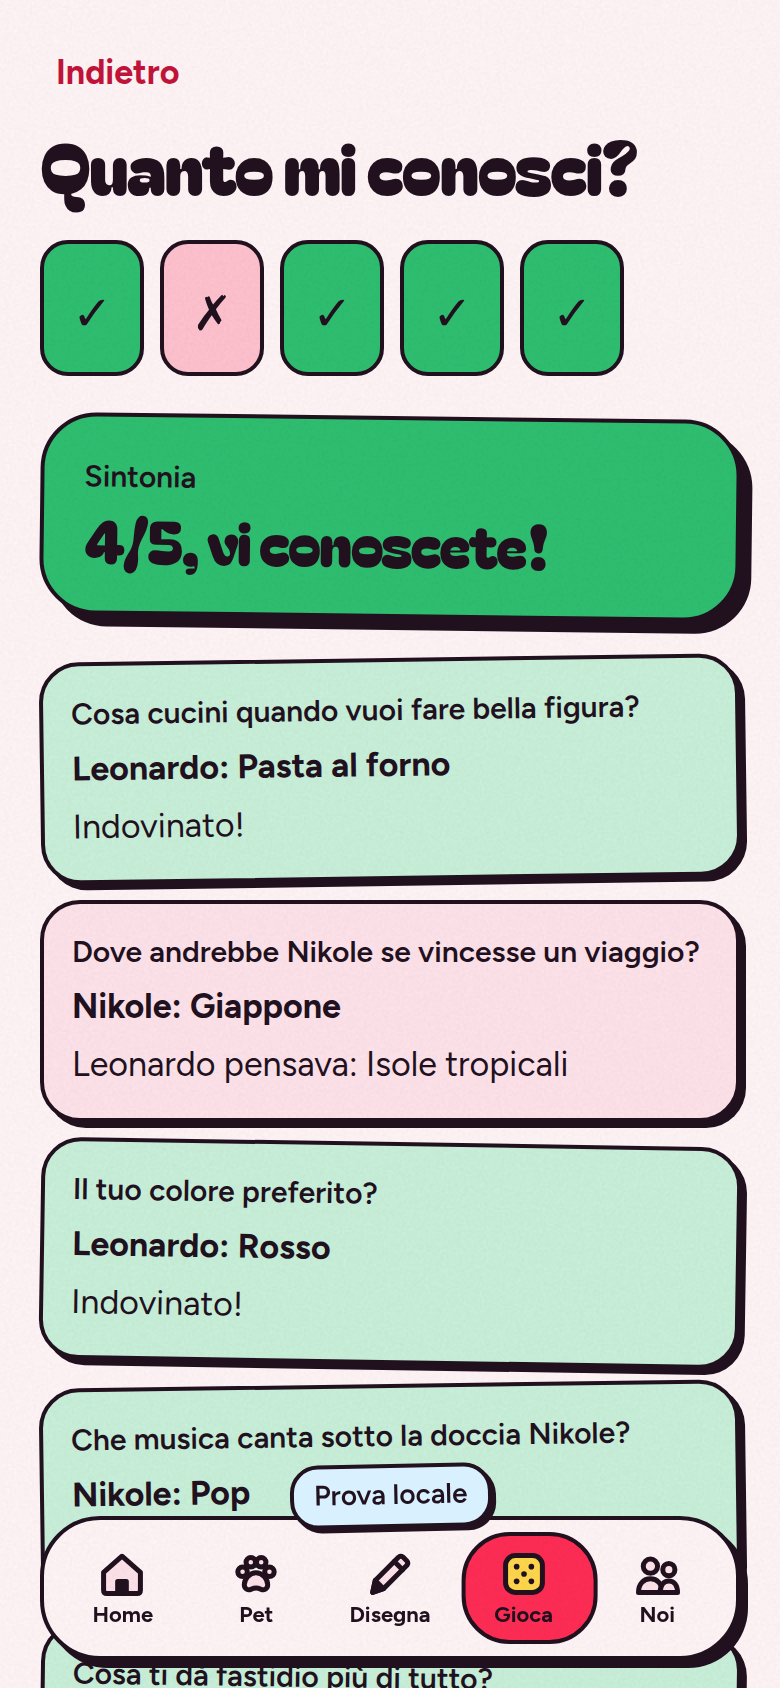 Indietro
Quanto mi conosci?
✓ ✗ ✓ ✓ ✓
Sintonia
4/5, vi conoscete!
Cosa cucini quando vuoi fare bella figura?
Leonardo: Pasta al forno
Indovinato!
Dove andrebbe Nikole se vincesse un viaggio?
Nikole: Giappone
Leonardo pensava: Isole tropicali
Il tuo colore preferito?
Leonardo: Rosso
Indovinato!
Che musica canta sotto la doccia Nikole?
Nikole: Pop
Prova locale
Home Pet Disegna Gioca Noi
Cosa ti dà fastidio più di tutto?